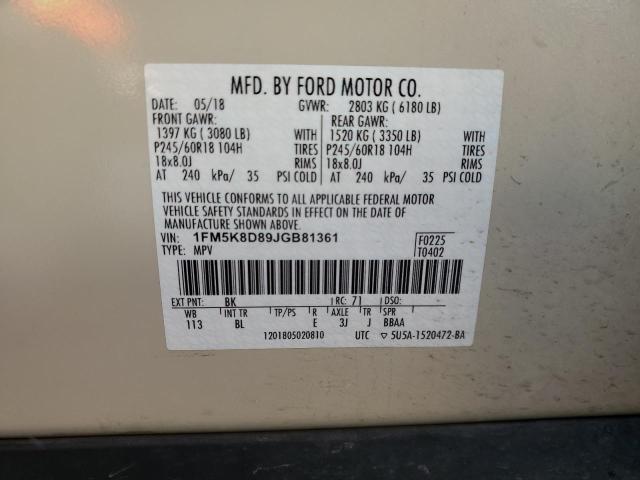 MFD. BY FORD MOTOR CO.
DATE: 05/18 GVWR: 2803 KG ( 6180 LB)
FRONT GAWR: REAR GAWR:
1397 KG ( 3080 LB) WITH 1520 KG ( 3350 LB) WITH
P245/60R18 104H TIRES P245/60R18 104H TIRES
18x8.0J RIMS 18x8.0J RIMS
AT 240 kPa/ 35 PSI COLD AT 240 kPa/ 35 PSI COLD
THIS VEHICLE CONFORMS TO ALL APPLICABLE FEDERAL MOTOR
VEHICLE SAFETY STANDARDS IN EFFECT ON THE DATE OF
MANUFACTURE SHOWN ABOVE.
VIN: 1FM5K8D89JGB81361 F0225
TYPE: MPV T0402
EXT PNT: BK RC: 71 DSO:
WB INT TR TP/PS R AXLE TR SPR
113 BL E 3J J BBAA
1201805020810 UTC ▽ 5U5A-1520472-BA